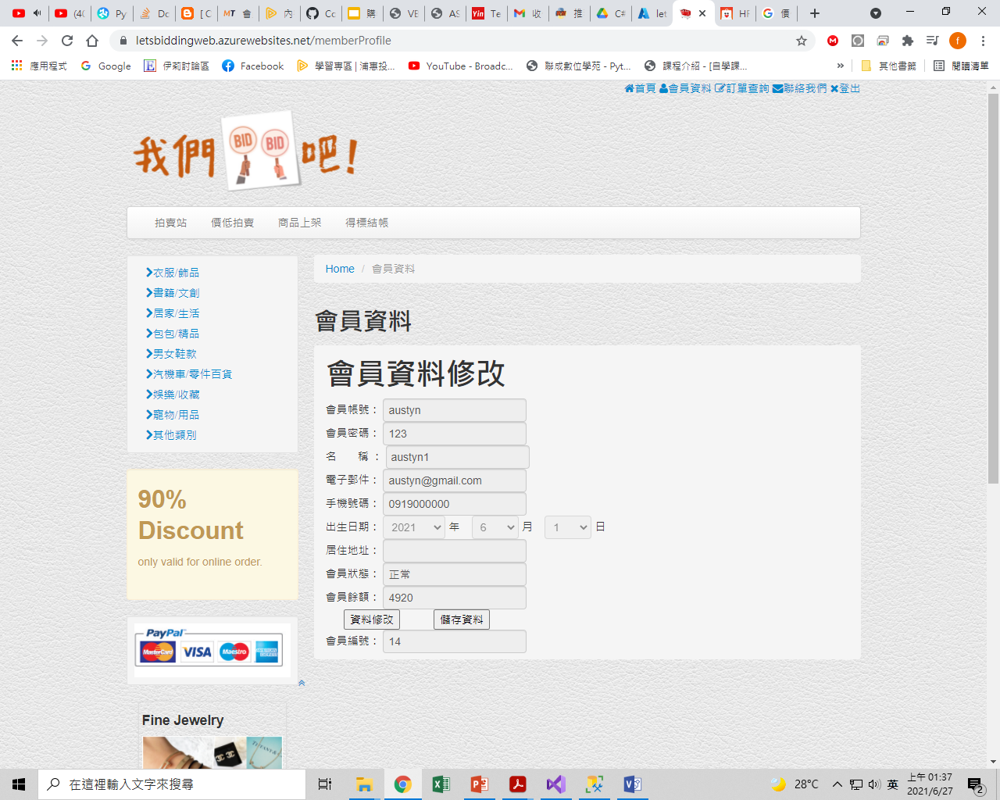 (4(
Py
Dc
[ C
會
內
Cc
購
VE
AS
Te
收
推
C#
let
HF
價
letsbiddingweb.azurewebsites.net/memberProfile
應用程式
Google
伊莉討論區
Facebook
學習專區 | 浦惠投...
YouTube - Broadc...
聯成數位學苑 - Pyt...
課程介紹 - [自學課...
»
其他書籤
閱讀清單
首頁 會員資料 訂單查詢 聯絡我們 登出
我們 BID BID 吧!
拍賣站 價低拍賣 商品上架 得標結帳
衣服/飾品
書籍/文創
居家/生活
包包/精品
男女鞋款
汽機車/零件百貨
娛樂/收藏
寵物/用品
其他類別
90%
Discount
only valid for online order.
PayPal
MasterCard VISA Maestro AMERICAN EXPRESS
Fine Jewelry
Home / 會員資料
會員資料
會員資料修改
會員帳號： austyn
會員密碼： 123
名 稱： austyn1
電子郵件： austyn@gmail.com
手機號碼： 0919000000
出生日期： 2021 年 6 月 1 日
居住地址：
會員狀態： 正常
會員餘額： 4920
資料修改 儲存資料
會員編號： 14
在這裡輸入文字來搜尋
28°C
英
上午 01:37
2021/6/27
2